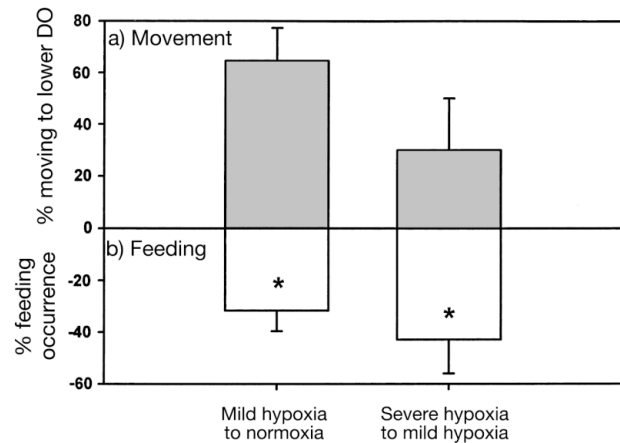 % moving to lower DO
80
60
40
20
0
a) Movement
% feeding
occurrence
-20
-40
-60
b) Feeding
*
*
Mild hypoxia
to normoxia
Severe hypoxia
to mild hypoxia